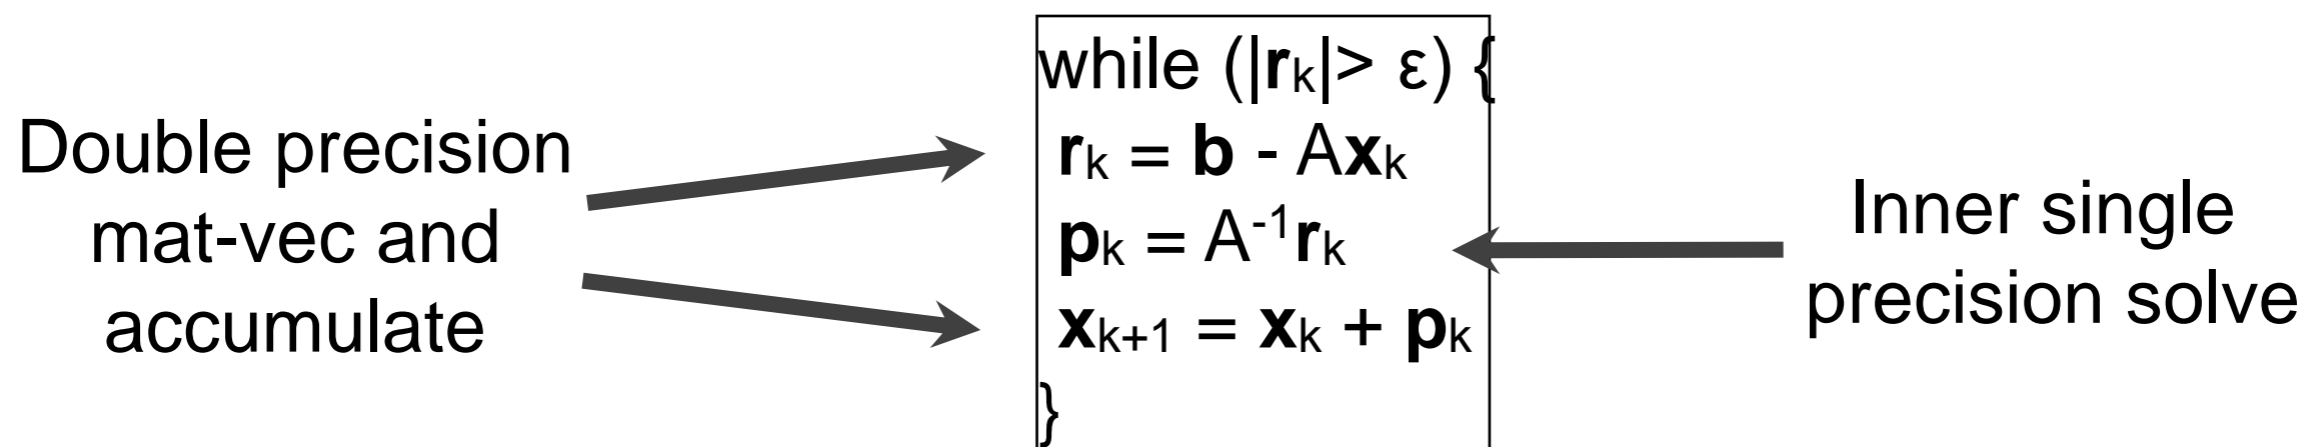 Double precision
mat-vec and
accumulate
while (|rₖ|> ε) {
rₖ = b - Axₖ
pₖ = A⁻¹rₖ
xₖ₊₁ = xₖ + pₖ
}
Inner single
precision solve